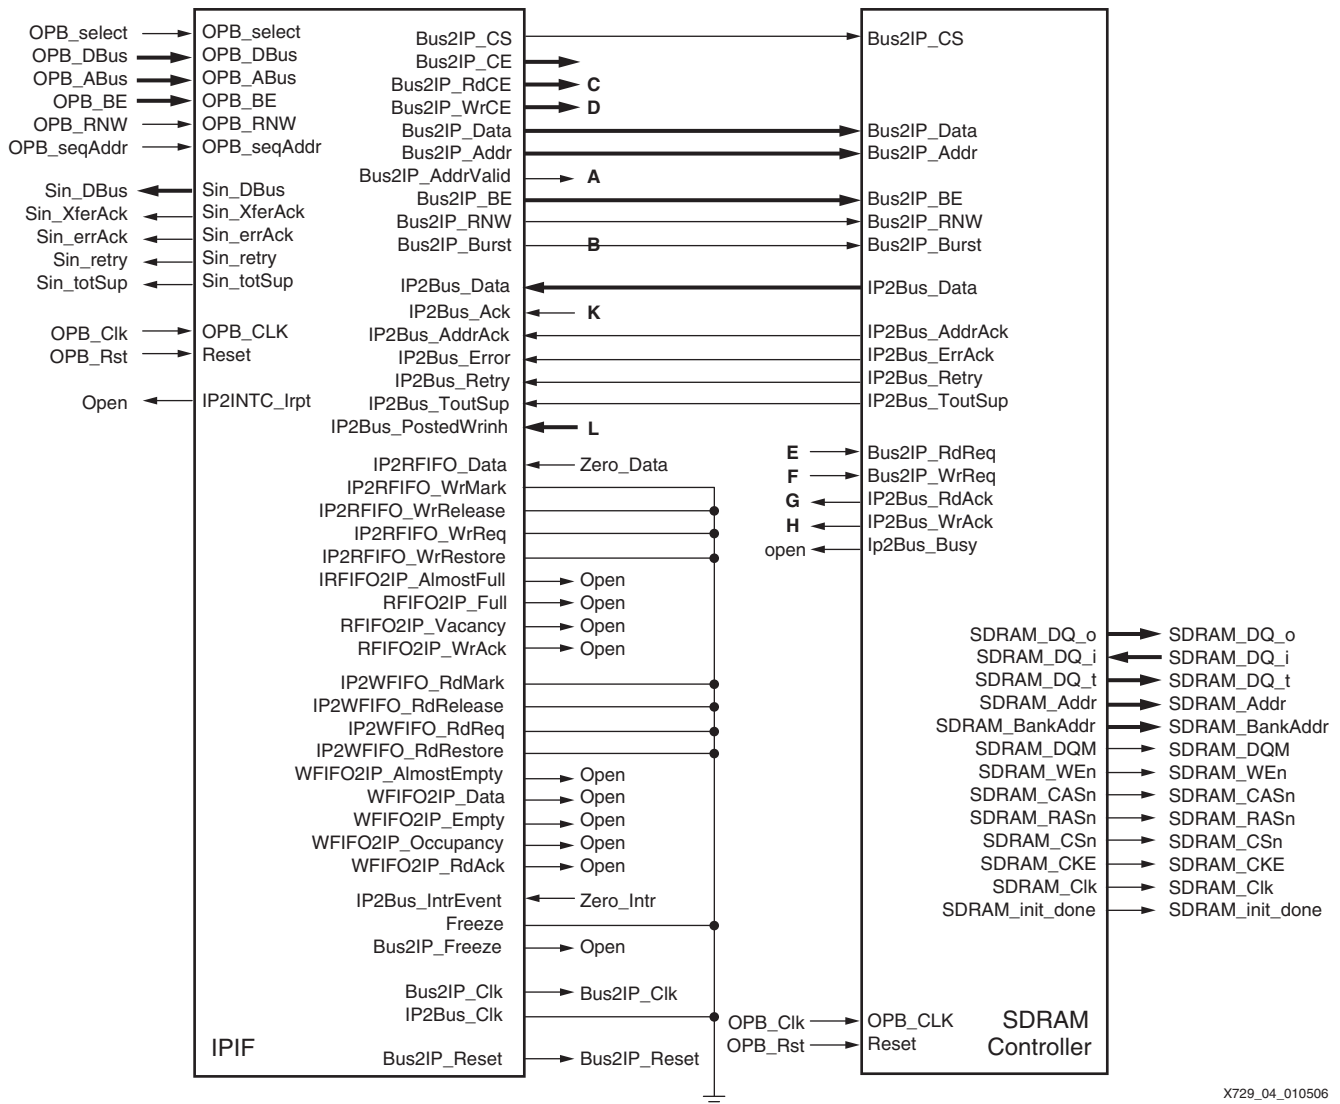 OPB_select OPB_select Bus2IP_CS Bus2IP_CS
OPB_DBus OPB_DBus Bus2IP_CE
OPB_ABus OPB_ABus Bus2IP_RdCE C
OPB_BE OPB_BE Bus2IP_WrCE D
OPB_RNW OPB_RNW Bus2IP_Data Bus2IP_Data
OPB_seqAddr OPB_seqAddr Bus2IP_Addr Bus2IP_Addr
Bus2IP_AddrValid A
Sin_DBus Sin_DBus Bus2IP_BE Bus2IP_BE
Sin_XferAck Sin_XferAck Bus2IP_RNW Bus2IP_RNW
Sin_errAck Sin_errAck Bus2IP_Burst B Bus2IP_Burst
Sin_retry Sin_retry
Sin_totSup Sin_totSup IP2Bus_Data IP2Bus_Data
IP2Bus_Ack K
OPB_Clk OPB_CLK IP2Bus_AddrAck IP2Bus_AddrAck
OPB_Rst Reset IP2Bus_Error IP2Bus_ErrAck
IP2Bus_Retry IP2Bus_Retry
Open IP2INTC_Irpt IP2Bus_ToutSup IP2Bus_ToutSup
IP2Bus_PostedWrinh L
E Bus2IP_RdReq
IP2RFIFO_Data Zero_Data F Bus2IP_WrReq
IP2RFIFO_WrMark G IP2Bus_RdAck
IP2RFIFO_WrRelease H IP2Bus_WrAck
IP2RFIFO_WrReq open Ip2Bus_Busy
IP2RFIFO_WrRestore
IRFIFO2IP_AlmostFull Open
RFIFO2IP_Full Open
RFIFO2IP_Vacancy Open
RFIFO2IP_WrAck Open
SDRAM_DQ_o SDRAM_DQ_o
SDRAM_DQ_i SDRAM_DQ_i
IP2WFIFO_RdMark SDRAM_DQ_t SDRAM_DQ_t
IP2WFIFO_RdRelease SDRAM_Addr SDRAM_Addr
IP2WFIFO_RdReq SDRAM_BankAddr SDRAM_BankAddr
IP2WFIFO_RdRestore SDRAM_DQM SDRAM_DQM
WFIFO2IP_AlmostEmpty Open SDRAM_WEn SDRAM_WEn
WFIFO2IP_Data Open SDRAM_CASn SDRAM_CASn
WFIFO2IP_Empty Open SDRAM_RASn SDRAM_RASn
WFIFO2IP_Occupancy Open SDRAM_CSn SDRAM_CSn
WFIFO2IP_RdAck Open SDRAM_CKE SDRAM_CKE
SDRAM_Clk SDRAM_Clk
IP2Bus_IntrEvent Zero_Intr SDRAM_init_done SDRAM_init_done
Freeze
Bus2IP_Freeze Open
Bus2IP_Clk Bus2IP_Clk
IP2Bus_Clk OPB_Clk OPB_CLK SDRAM
IPIF OPB_Rst Reset Controller
Bus2IP_Reset Bus2IP_Reset
X729_04_010506